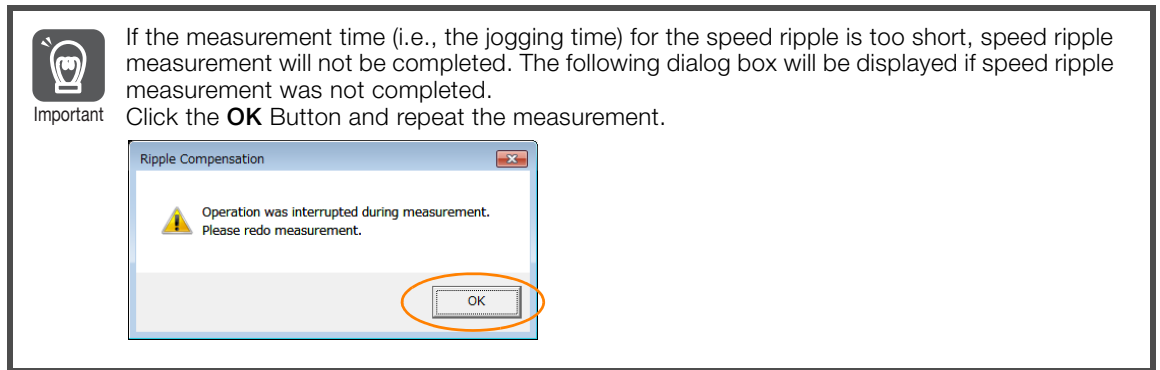 If the measurement time (i.e., the jogging time) for the speed ripple is too short, speed ripple
measurement will not be completed. The following dialog box will be displayed if speed ripple
measurement was not completed.
Important
Click the OK Button and repeat the measurement.
Ripple Compensation
Operation was interrupted during measurement.
Please redo measurement.
OK